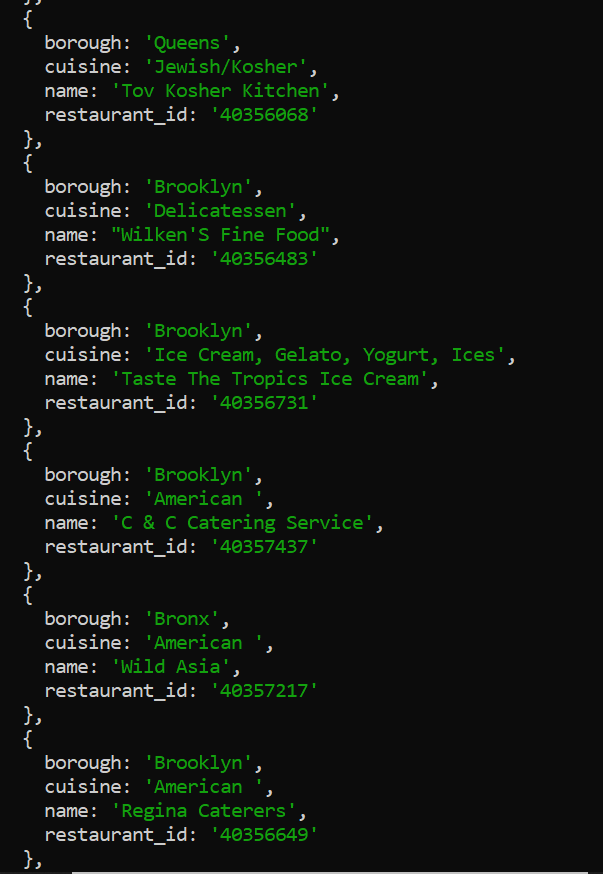 },
{
borough: 'Queens',
cuisine: 'Jewish/Kosher',
name: 'Tov Kosher Kitchen',
restaurant_id: '40356068'
},
{
borough: 'Brooklyn',
cuisine: 'Delicatessen',
name: "Wilken'S Fine Food",
restaurant_id: '40356483'
},
{
borough: 'Brooklyn',
cuisine: 'Ice Cream, Gelato, Yogurt, Ices',
name: 'Taste The Tropics Ice Cream',
restaurant_id: '40356731'
},
{
borough: 'Brooklyn',
cuisine: 'American ',
name: 'C & C Catering Service',
restaurant_id: '40357437'
},
{
borough: 'Bronx',
cuisine: 'American ',
name: 'Wild Asia',
restaurant_id: '40357217'
},
{
borough: 'Brooklyn',
cuisine: 'American ',
name: 'Regina Caterers',
restaurant_id: '40356649'
},